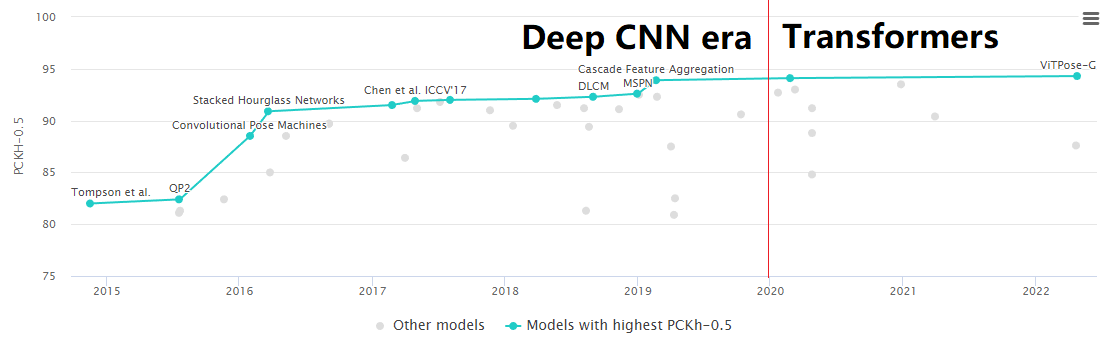 Deep CNN era
Transformers
100
95
90
85
80
75
PCKH-0.5
ViTPose-G
Cascade Feature Aggregation
MSPN
DLCM
Chen et al. ICCV'17
Stacked Hourglass Networks
Convolutional Pose Machines
QP2
Tompson et al.
2015
2016
2017
2018
2019
2020
2021
2022
Other models
Models with highest PCKh-0.5